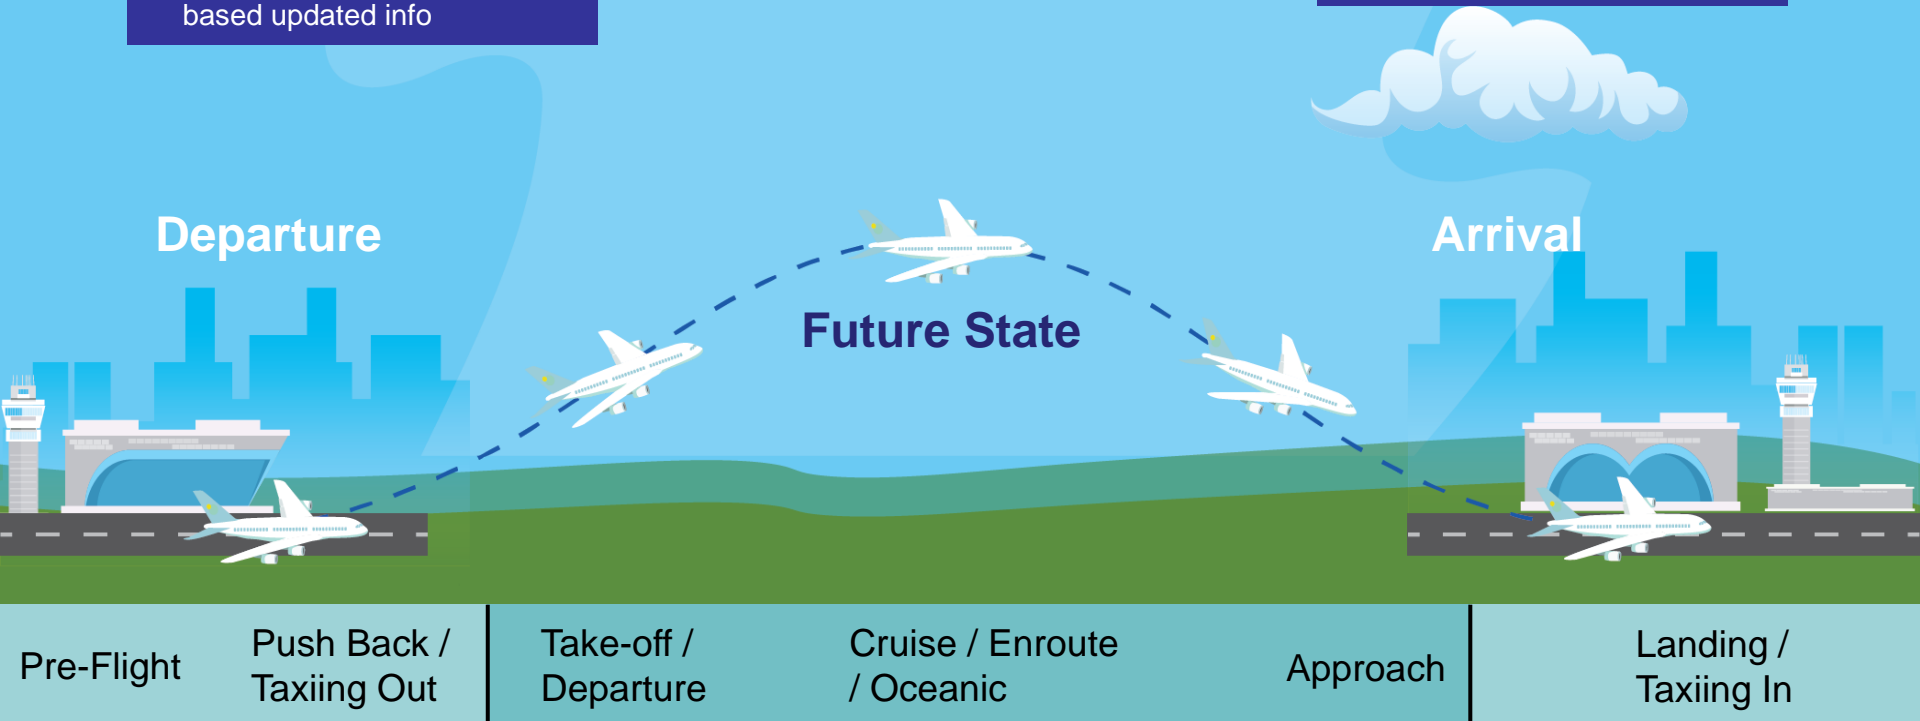 based updated info
Departure
Arrival
Future State
Pre-Flight
Push Back /
Taxiing Out
Take-off /
Departure
Cruise / Enroute
/ Oceanic
Approach
Landing /
Taxiing In